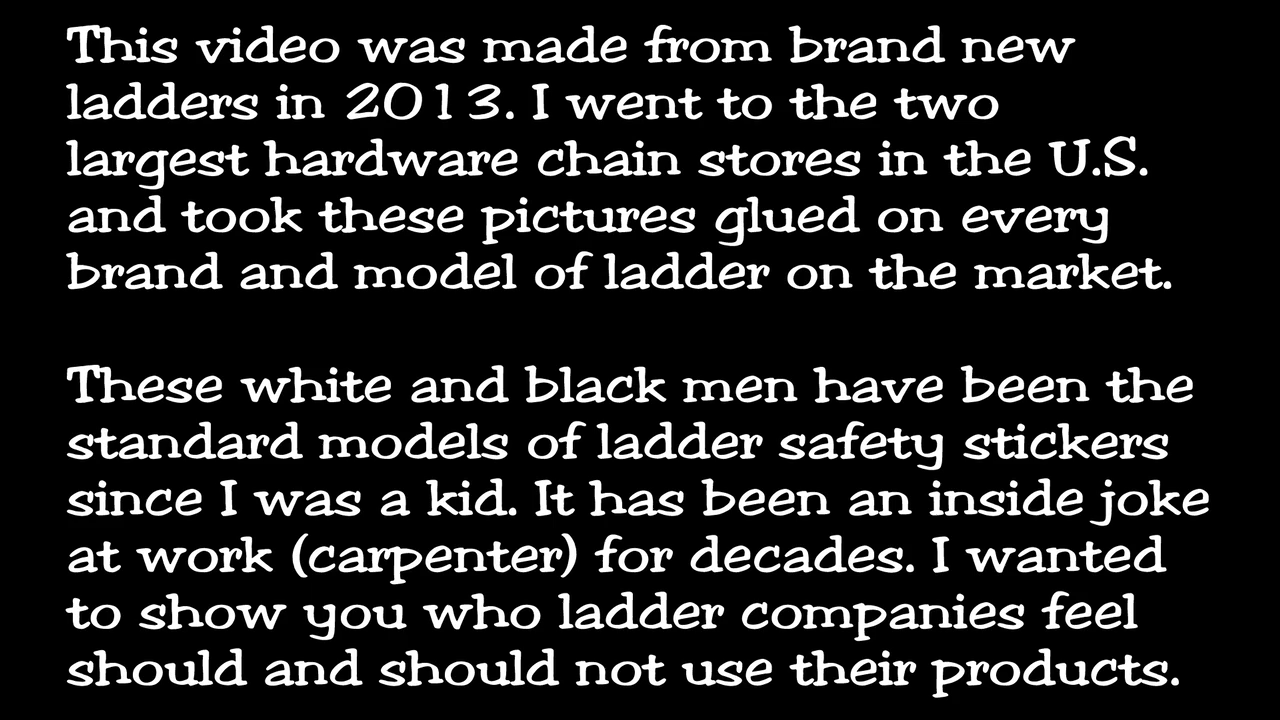 This video was made from brand new
ladders in 2013. I went to the two
largest hardware chain stores in the U.S.
and took these pictures glued on every
brand and model of ladder on the market.
These white and black men have been the
standard models of ladder safety stickers
since I was a kid. It has been an inside joke
at work (carpenter) for decades. I wanted
to show you who ladder companies feel
should and should not use their products.